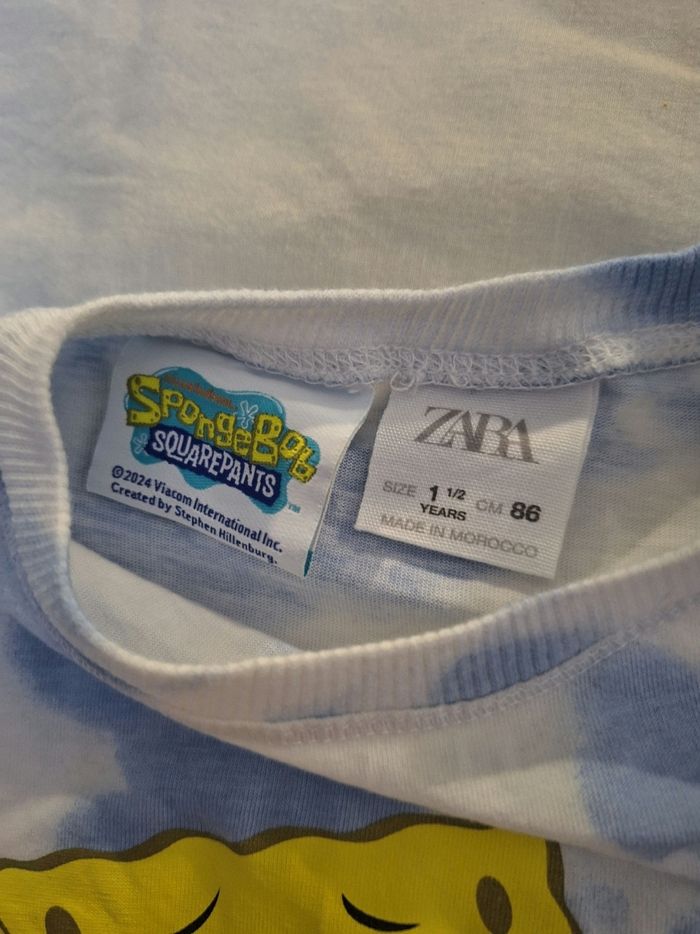 SpongeBob
SQUAREPANTS
™
©2024 Viacom International Inc.
Created by Stephen Hillenburg.
ZARA
SIZE 1 1/2 CM 86
YEARS
MADE IN MOROCCO